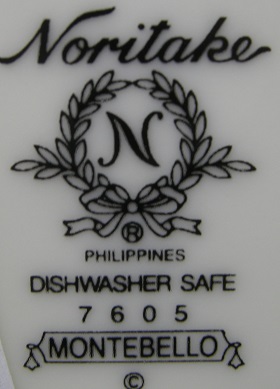 Noritake
N
®
PHILIPPINES
DISHWASHER SAFE
7605
MONTEBELLO
©